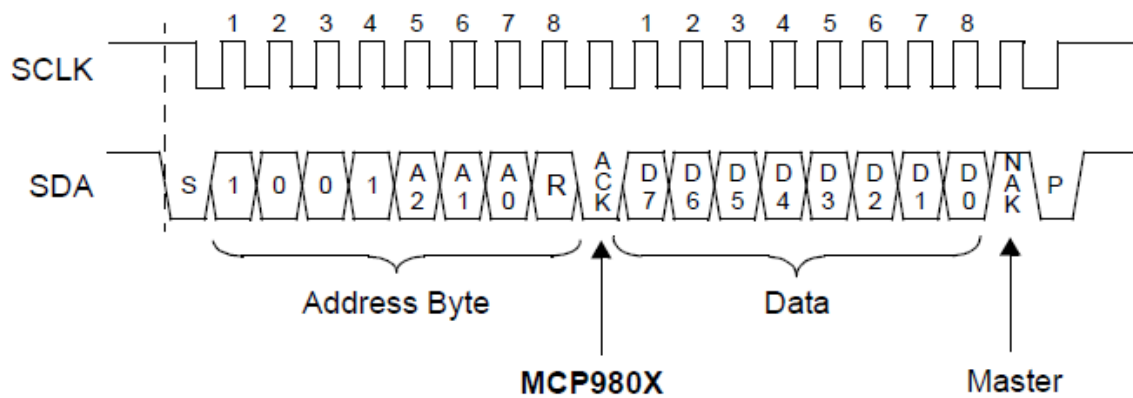 1 2 3 4 5 6 7 8 1 2 3 4 5 6 7 8
SCLK
SDA S 1 0 0 1 A2 A1 A0 R ACK D7 D6 D5 D4 D3 D2 D1 D0 NAK P
Address Byte Data
MCP980X Master